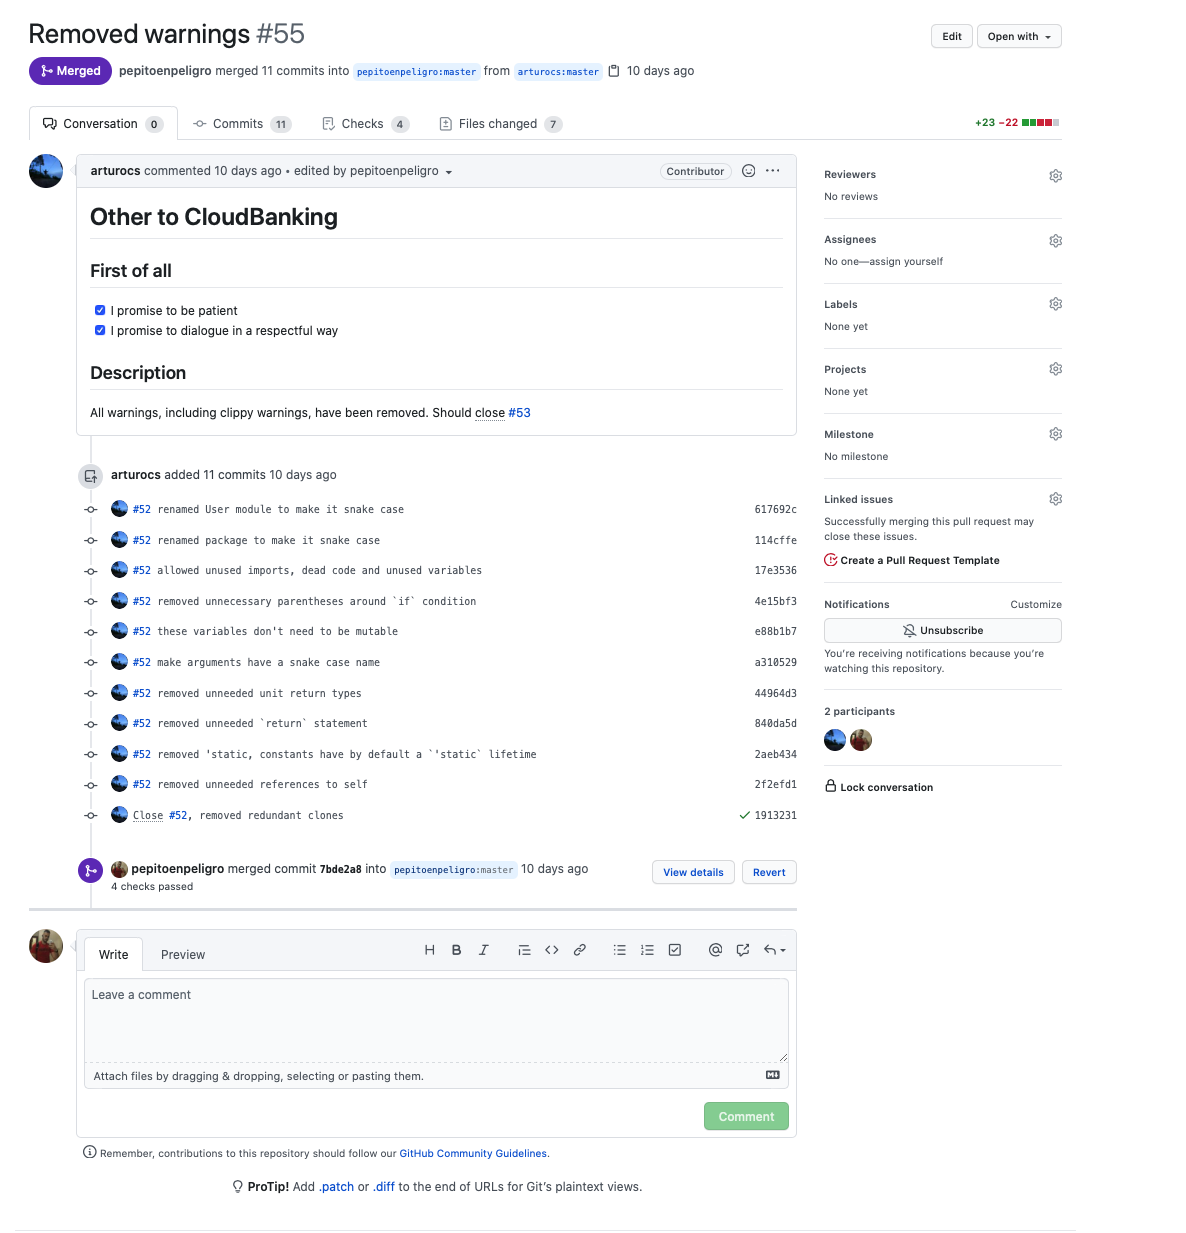 Removed warnings #55
Edit
Open with
Merged
pepitoenpeligro merged 11 commits into pepitoenpeligro:master from arturocs:master 10 days ago
Conversation 0
Commits 11
Checks 4
Files changed 7
+23 −22
arturocs commented 10 days ago • edited by pepitoenpeligro
Contributor
Other to CloudBanking
First of all
I promise to be patient
I promise to dialogue in a respectful way
Description
All warnings, including clippy warnings, have been removed. Should close #53
arturocs added 11 commits 10 days ago
#52 renamed User module to make it snake case 617692c
#52 renamed package to make it snake case 114cffe
#52 allowed unused imports, dead code and unused variables 17e3536
#52 removed unnecessary parentheses around `if` condition 4e15bf3
#52 these variables don't need to be mutable e88b1b7
#52 make arguments have a snake case name a310529
#52 removed unneeded unit return types 44964d3
#52 removed unneeded `return` statement 840da5d
#52 removed 'static, constants have by default a `'static` lifetime 2aeb434
#52 removed unneeded references to self 2f2efd1
Close #52, removed redundant clones 1913231
pepitoenpeligro merged commit 7bde2a8 into pepitoenpeligro:master 10 days ago
4 checks passed
View details
Revert
Write
Preview
H B I
Leave a comment
Attach files by dragging & dropping, selecting or pasting them.
Comment
Remember, contributions to this repository should follow our GitHub Community Guidelines.
ProTip! Add .patch or .diff to the end of URLs for Git's plaintext views.
Reviewers
No reviews
Assignees
No one—assign yourself
Labels
None yet
Projects
None yet
Milestone
No milestone
Linked issues
Successfully merging this pull request may
close these issues.
Create a Pull Request Template
Notifications
Customize
Unsubscribe
You're receiving notifications because you're
watching this repository.
2 participants
Lock conversation